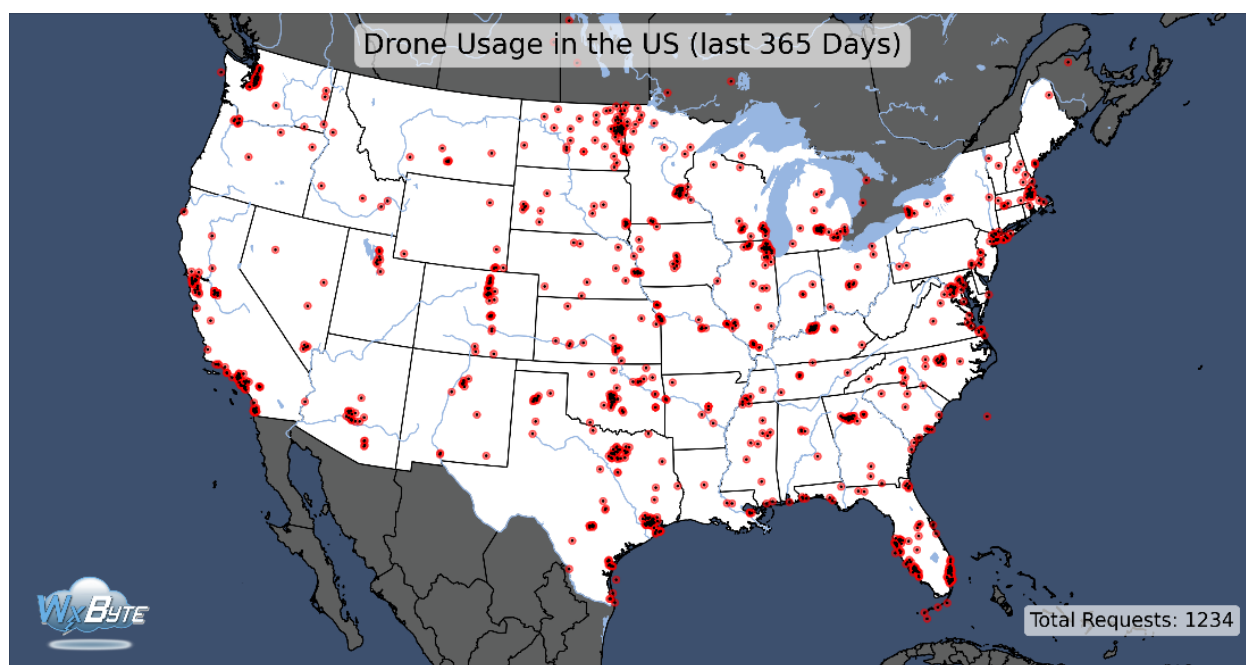 Drone Usage in the US (last 365 Days)
WxByte
Total Requests: 1234